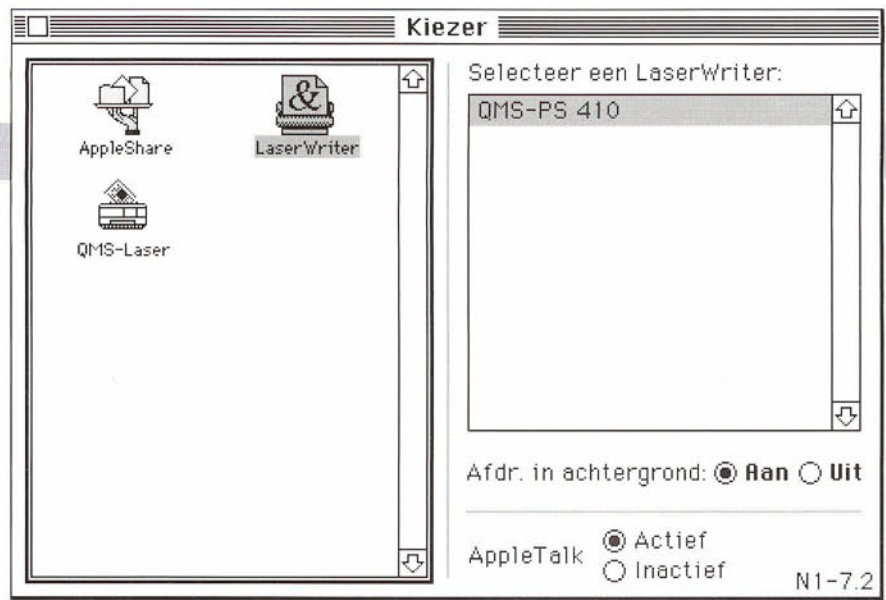 Kiezer
AppleShare
LaserWriter
QMS-Laser
Selecteer een LaserWriter:
QMS-PS 410
Afdr. in achtergrond: Aan Uit
AppleTalk
Actief
Inactief
N1-7.2